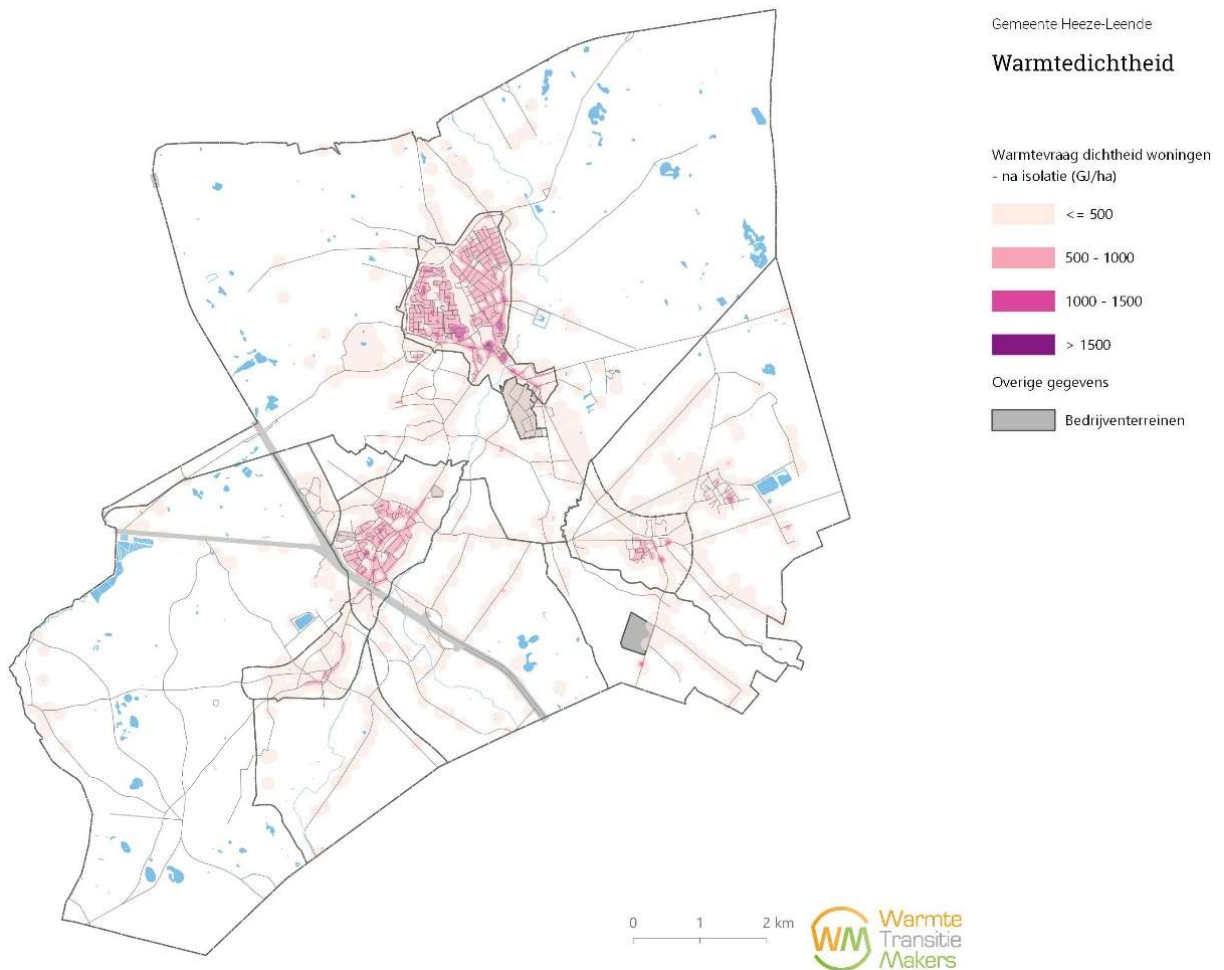 Gemeente Heeze-Leende
Warmtedichtheid
Warmtevraag dichtheid woningen
- na isolatie (GJ/ha)
<= 500
500 - 1000
1000 - 1500
> 1500
Overige gegevens
Bedrijventerreinen
0 1 2 km
WM
Warmte
Transitie
Makers